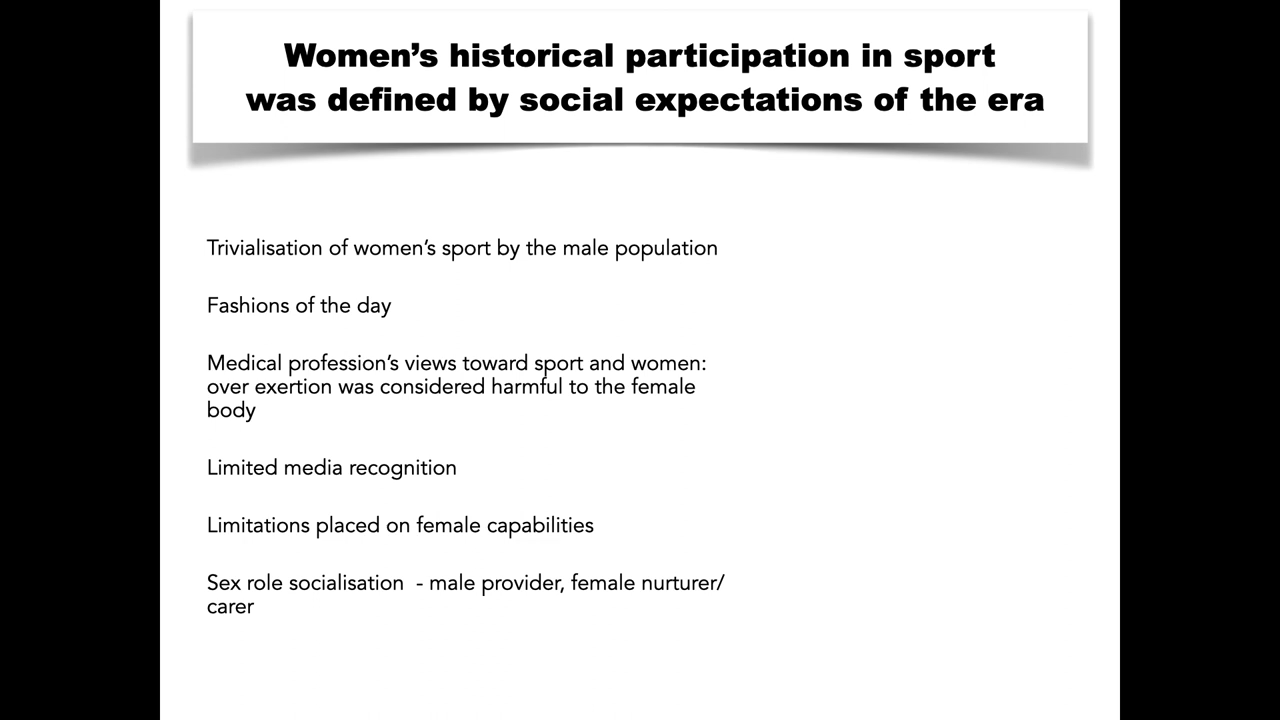 Women’s historical participation in sport
was defined by social expectations of the era
Trivialisation of women’s sport by the male population
Fashions of the day
Medical profession’s views toward sport and women:
over exertion was considered harmful to the female
body
Limited media recognition
Limitations placed on female capabilities
Sex role socialisation  - male provider, female nurturer/
carer